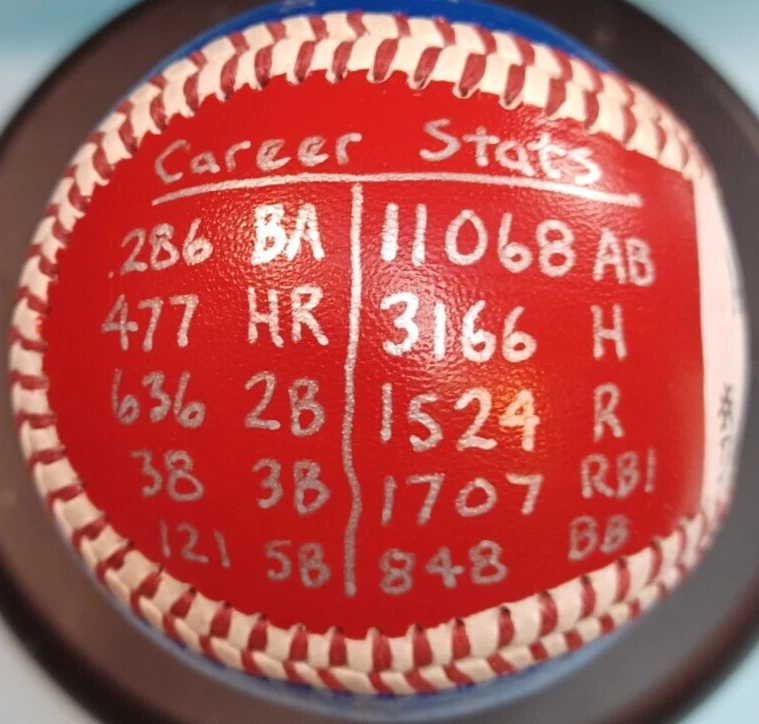 Career Stats
.286 BA 11068 AB
477 HR 3166 H
636 2B 1524 R
38 3B 1707 RBI
121 SB 848 BB